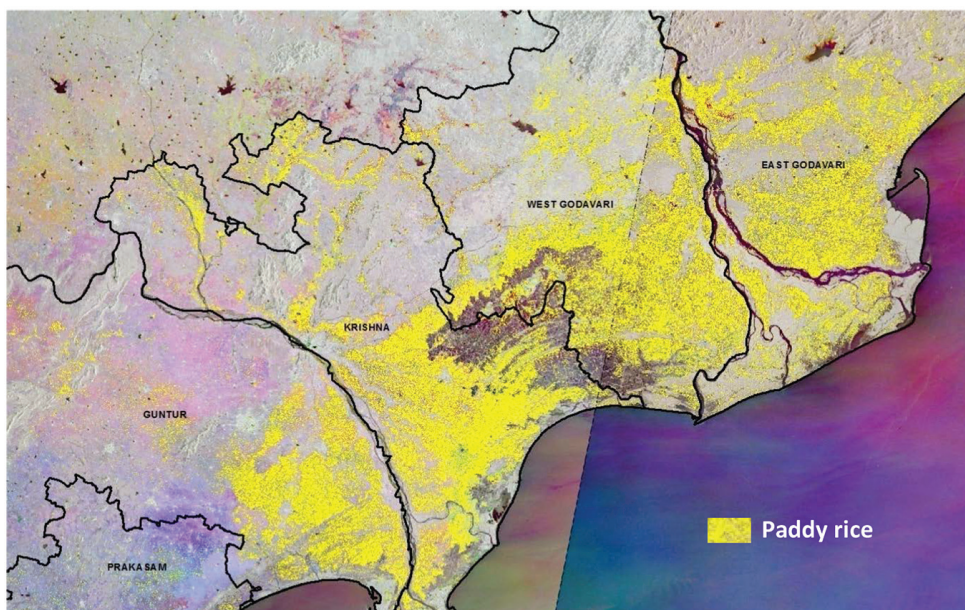 EAST GODAVARI
WEST GODAVARI
KRISHNA
GUNTUR
Paddy rice
PRAKASAM